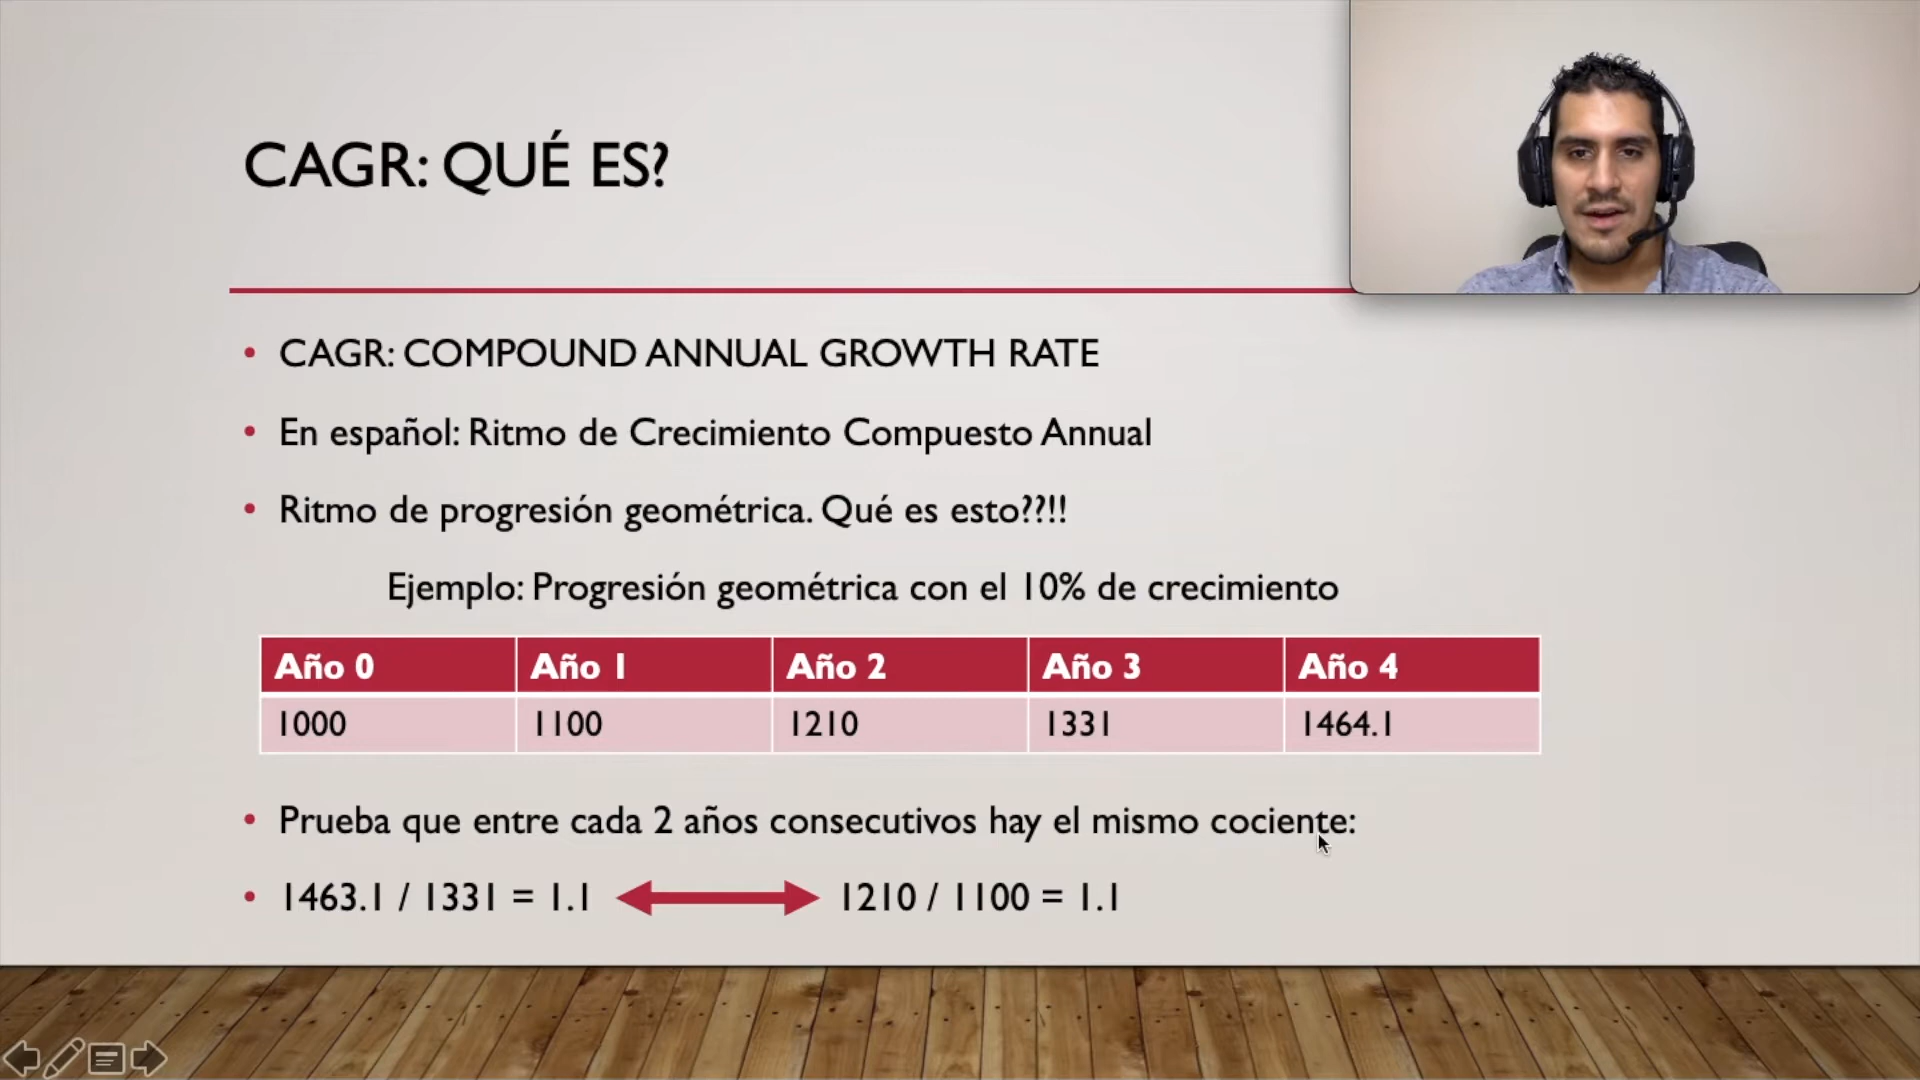 CAGR: QUÉ ES?
• CAGR: COMPOUND ANNUAL GROWTH RATE
• En español: Ritmo de Crecimiento Compuesto Annual
• Ritmo de progresión geométrica. Qué es esto??!!
Ejemplo: Progresión geométrica con el 10% de crecimiento
Año 0 Año 1 Año 2 Año 3 Año 4
1000 1100 1210 1331 1464.1
• Prueba que entre cada 2 años consecutivos hay el mismo cociente:
• 1463.1 / 1331 = 1.1 1210 / 1100 = 1.1